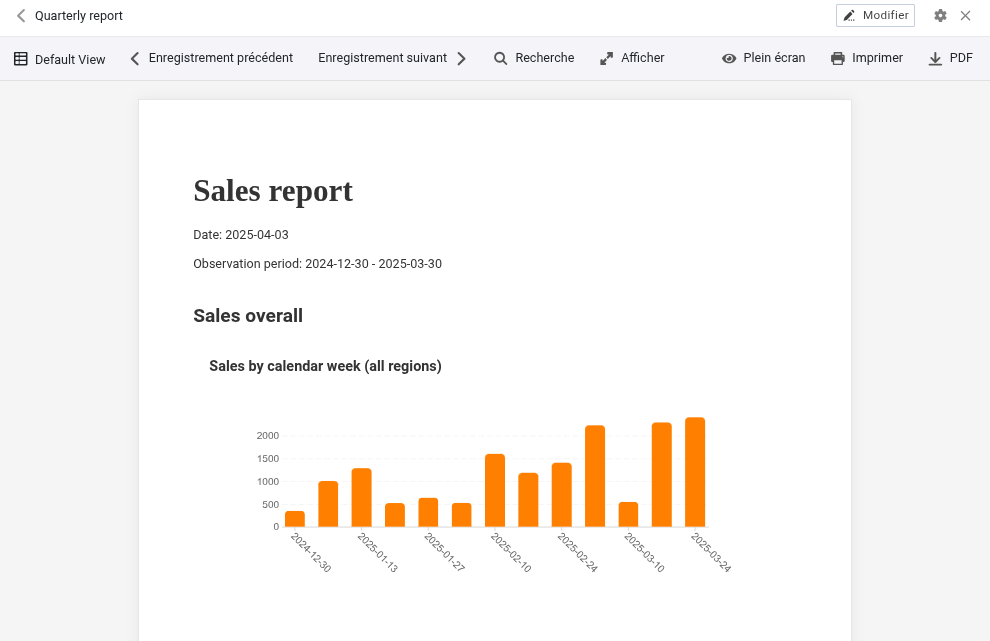 Quarterly report
Modifier
Default View
Enregistrement précédent
Enregistrement suivant
Recherche
Afficher
Plein écran
Imprimer
PDF
Sales report
Date: 2025-04-03
Observation period: 2024-12-30 - 2025-03-30
Sales overall
Sales by calendar week (all regions)
2000
1500
1000
500
0
2024-12-30
2025-01-13
2025-01-27
2025-02-10
2025-02-24
2025-03-10
2025-03-24